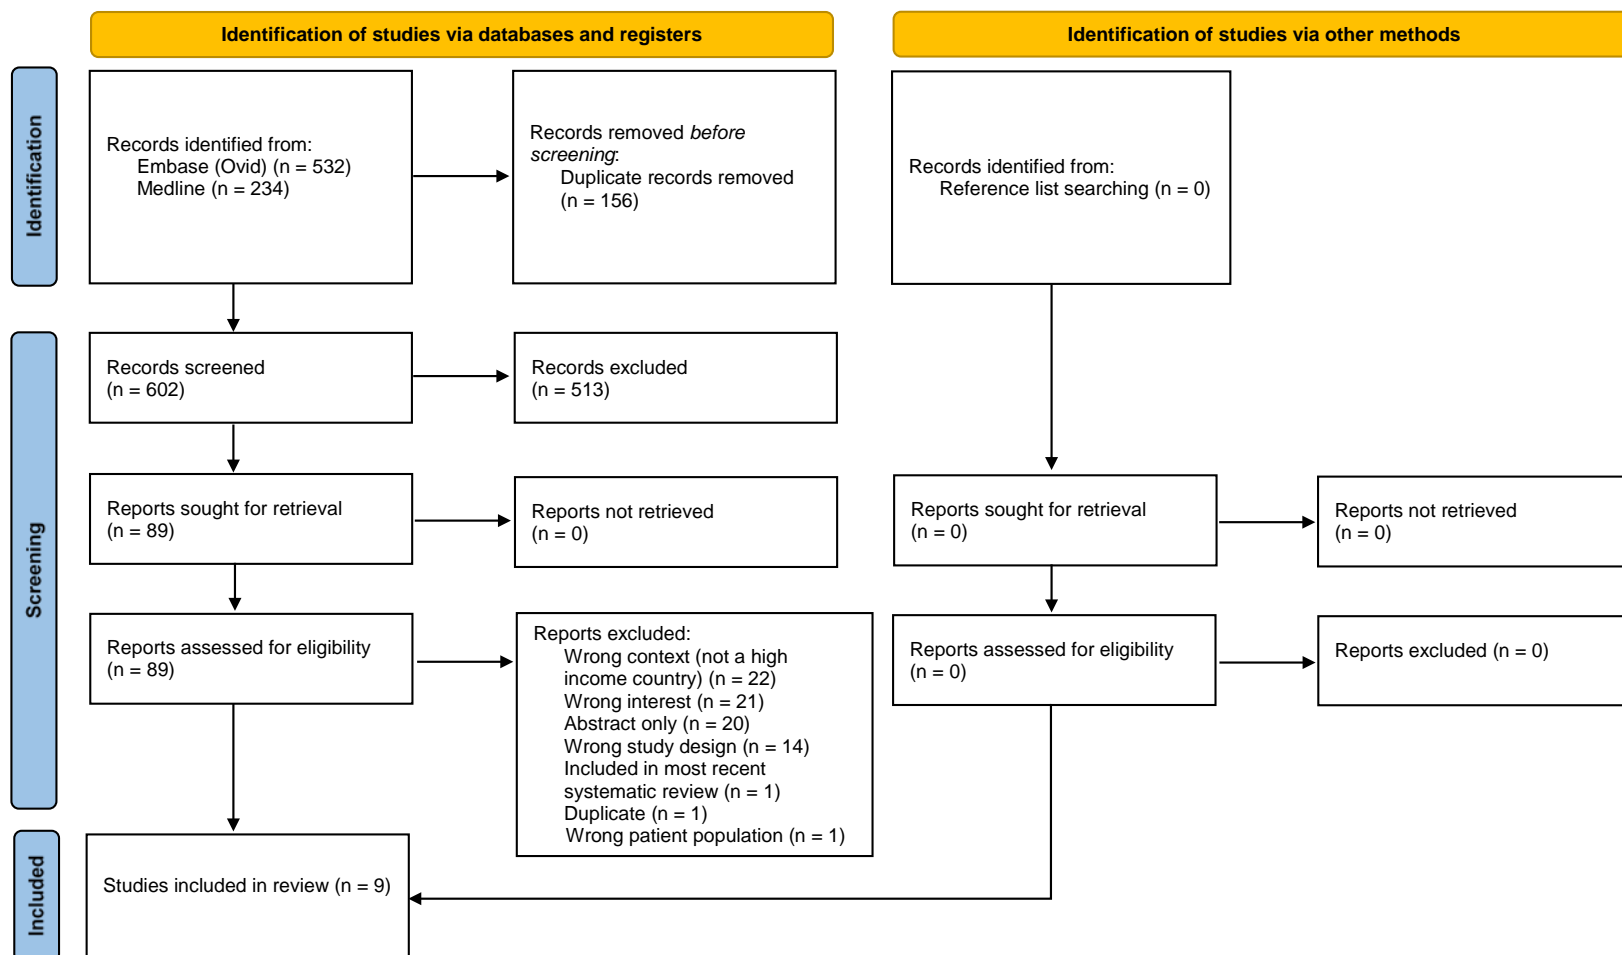 Identification of studies via databases and registers
Identification of studies via other methods
Identification
Records identified from:
Embase (Ovid) (n = 532)
Medline (n = 234)
Records removed before
screening:
Duplicate records removed
(n = 156)
Records identified from:
Reference list searching (n = 0)
Screening
Records screened
(n = 602)
Records excluded
(n = 513)
Reports sought for retrieval
(n = 89)
Reports not retrieved
(n = 0)
Reports sought for retrieval
(n = 0)
Reports not retrieved
(n = 0)
Reports assessed for eligibility
(n = 89)
Reports excluded:
Wrong context (not a high
income country) (n = 22)
Wrong interest (n = 21)
Abstract only (n = 20)
Wrong study design (n = 14)
Included in most recent
systematic review (n = 1)
Duplicate (n = 1)
Wrong patient population (n = 1)
Reports assessed for eligibility
(n = 0)
Reports excluded (n = 0)
Included
Studies included in review (n = 9)